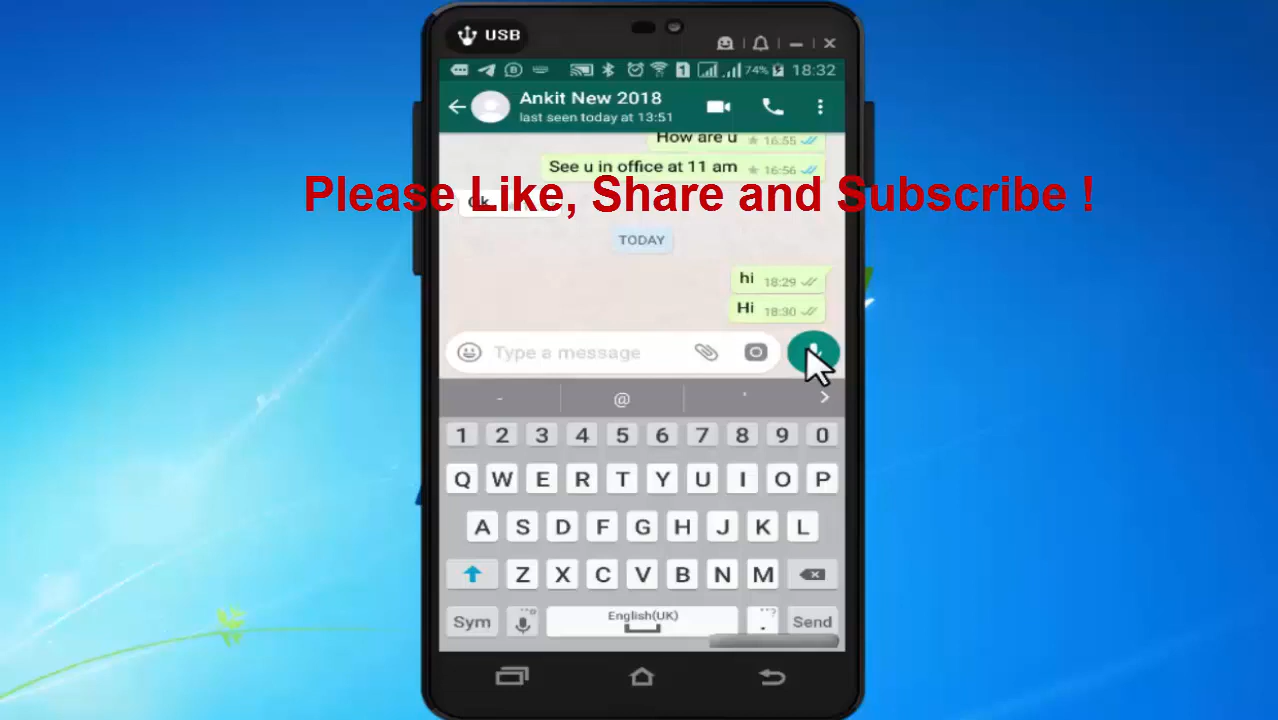 USB
74% 18:32
Ankit New 2018
last seen today at 13:51
How are u 16:55
See u in office at 11 am 16:56
Ok
Please Like, Share and Subscribe !
TODAY
hi 18:29
Hi 18:30
Type a message
- @ '
1 2 3 4 5 6 7 8 9 0
Q W E R T Y U I O P
A S D F G H J K L
Z X C V B N M
Sym English(UK) . Send